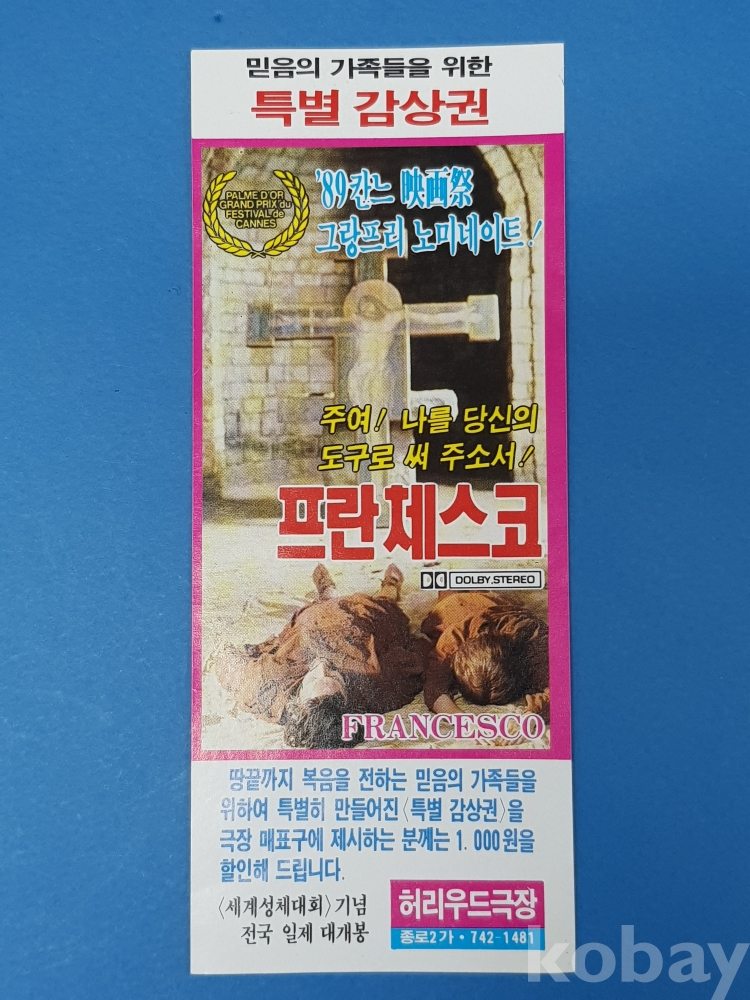 믿음의 가족들을 위한
특별 감상권
PALME D'OR
GRAND PRIX du
FESTIVAL de
CANNES
'89칸느 映画祭
그랑프리 노미네이트!
주여! 나를 당신의
도구로 써 주소서!
프란체스코
DOLBY STEREO
FRANCESCO
땅끝까지 복음을 전하는 믿음의 가족들을
위하여 특별히 만들어진〈특별 감상권〉을
극장 매표구에 제시하는 분께는 1.000원을
할인해 드립니다.
〈세계성체대회〉기념
전국 일제 대개봉
허리우드극장
종로2가·742-1481
kobay